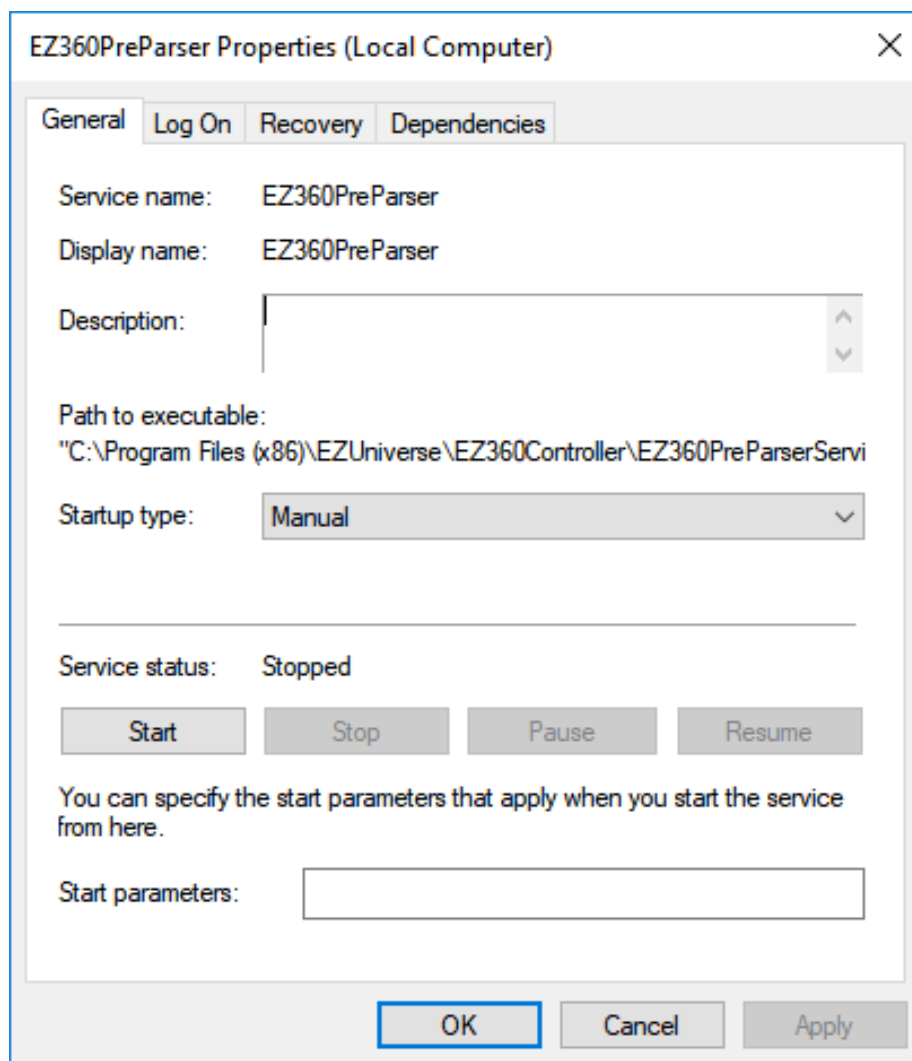 EZ360PreParser Properties (Local Computer)
General Log On Recovery Dependencies
Service name: EZ360PreParser
Display name: EZ360PreParser
Description:
Path to executable:
"C:\Program Files (x86)\EZUniverse\EZ360Controller\EZ360PreParserServi
Startup type: Manual
Service status: Stopped
Start Stop Pause Resume
You can specify the start parameters that apply when you start the service
from here.
Start parameters:
OK Cancel Apply